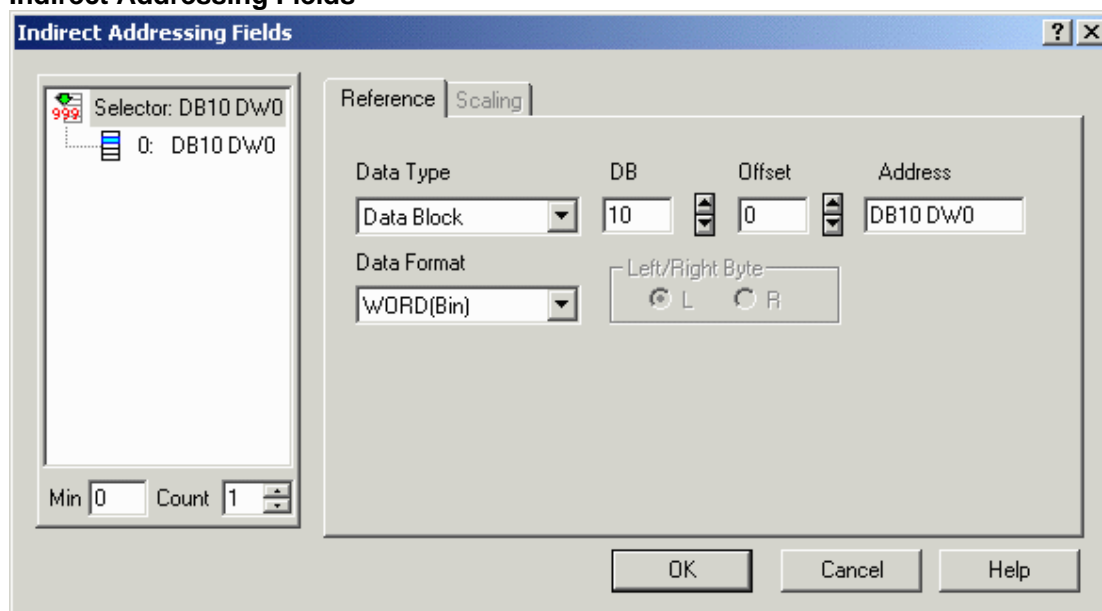 Indirect Addressing Fields
Indirect Addressing Fields
Selector: DB10 DW0
0: DB10 DW0
Min 0 Count 1
Reference Scaling
Data Type DB Offset Address
Data Block 10 0 DB10 DW0
Data Format Left/Right Byte
WORD(Bin) L R
OK Cancel Help